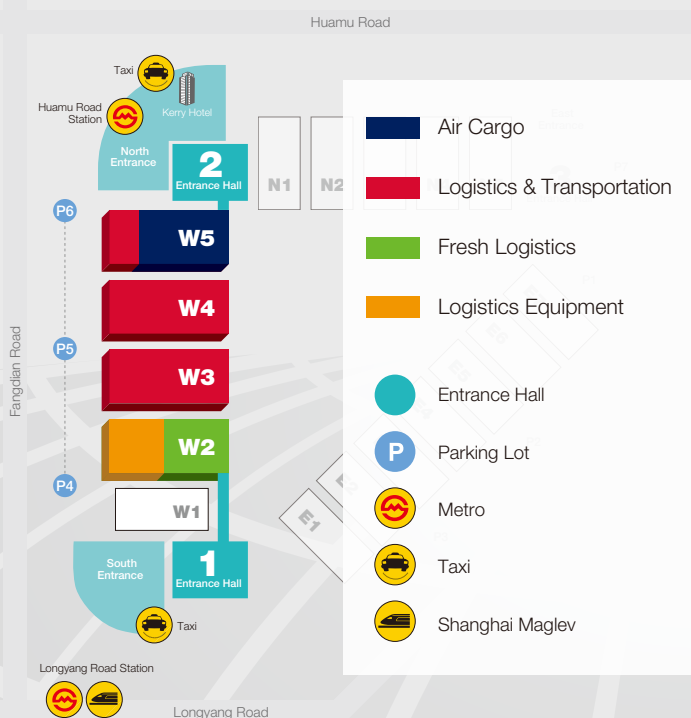 Huamu Road
Taxi
Huamu Road
Station
Kerry Hotel
North
Entrance
2
Entrance Hall
N1
N2
P6
W5
W4
P5
W3
W2
P4
W1
E1
E2
South
Entrance
1
Entrance Hall
Taxi
Longyang Road Station
Longyang Road
Fangdian Road
Air Cargo
Logistics & Transportation
Fresh Logistics
Logistics Equipment
Entrance Hall
P
Parking Lot
Metro
Taxi
Shanghai Maglev